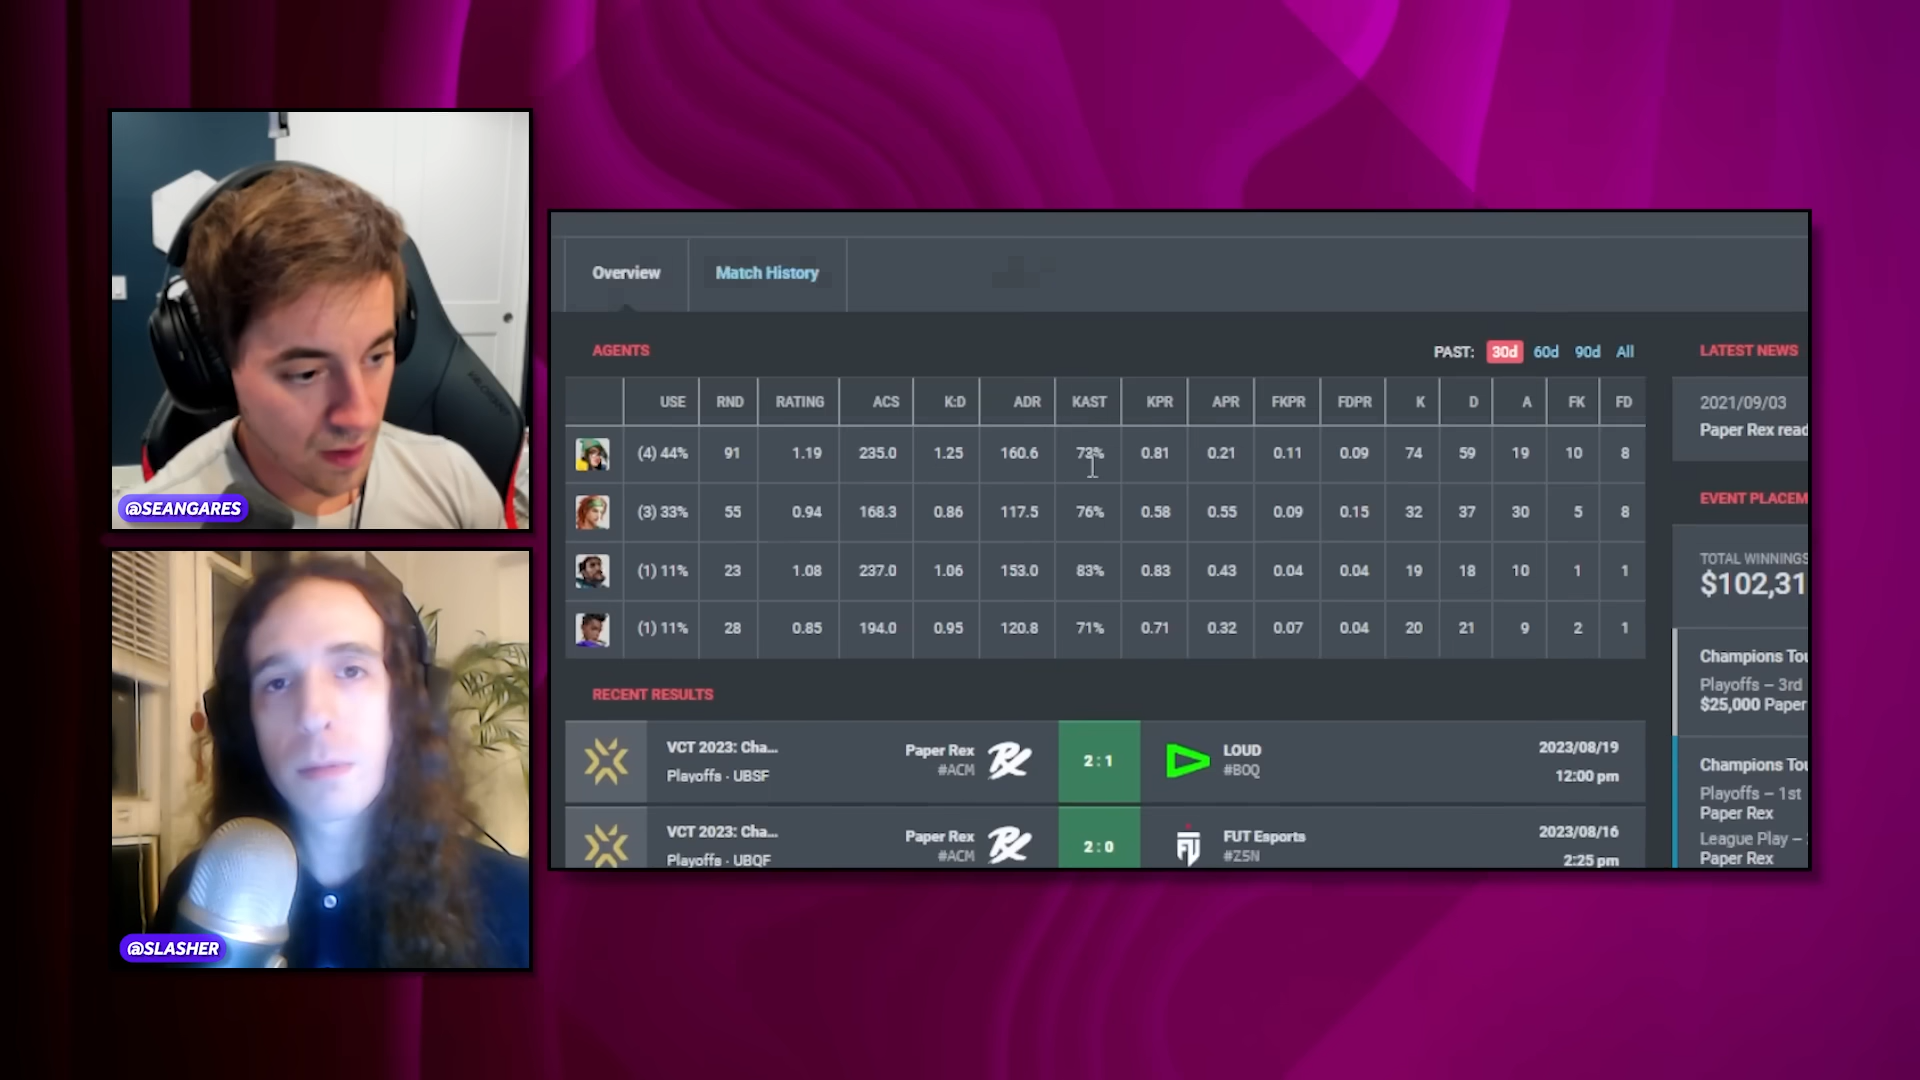 @SEANGARES
@SLASHER
Overview
Match History
AGENTS
PAST: 30d 60d 90d All
USE RND RATING ACS K:D ADR KAST KPR APR FKPR FDPR K D A FK FD
(4) 44% 91 1.19 235.0 1.25 160.6 73% 0.81 0.21 0.11 0.09 74 59 19 10 8
(3) 33% 55 0.94 168.3 0.86 117.5 76% 0.58 0.55 0.09 0.15 32 37 30 5 8
(1) 11% 23 1.08 237.0 1.06 153.0 83% 0.83 0.43 0.04 0.04 19 18 10 1 1
(1) 11% 28 0.85 194.0 0.95 120.8 71% 0.71 0.32 0.07 0.04 20 21 9 2 1
RECENT RESULTS
VCT 2023: Cha... Paper Rex 2 : 1 LOUD 2023/08/19
Playoffs - UBSF #ACM #BOQ 12:00 pm
VCT 2023: Cha... Paper Rex 2 : 0 FUT Esports 2023/08/16
Playoffs - UBQF #ACM #Z5N 2:25 pm
LATEST NEWS
2021/09/03
Paper Rex read
EVENT PLACEM
TOTAL WINNINGS
$102,31
Champions Tou
Playoffs – 3rd
$25,000 Paper
Champions Tou
Playoffs – 1st
Paper Rex
League Play –
Paper Rex